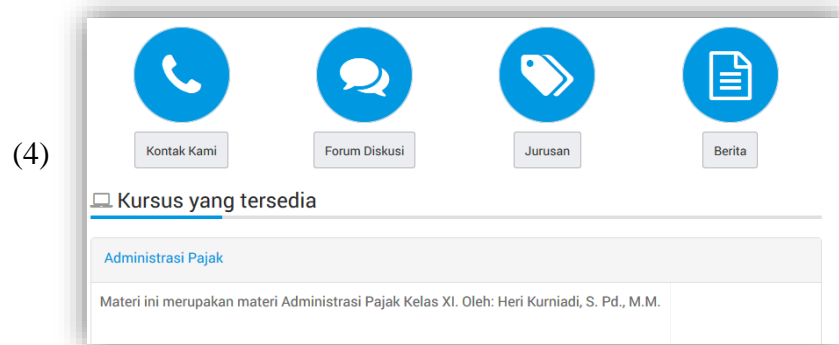 (4)
Kontak Kami Forum Diskusi Jurusan Berita
Kursus yang tersedia
Administrasi Pajak
Materi ini merupakan materi Administrasi Pajak Kelas XI. Oleh: Heri Kurniadi, S. Pd., M.M.